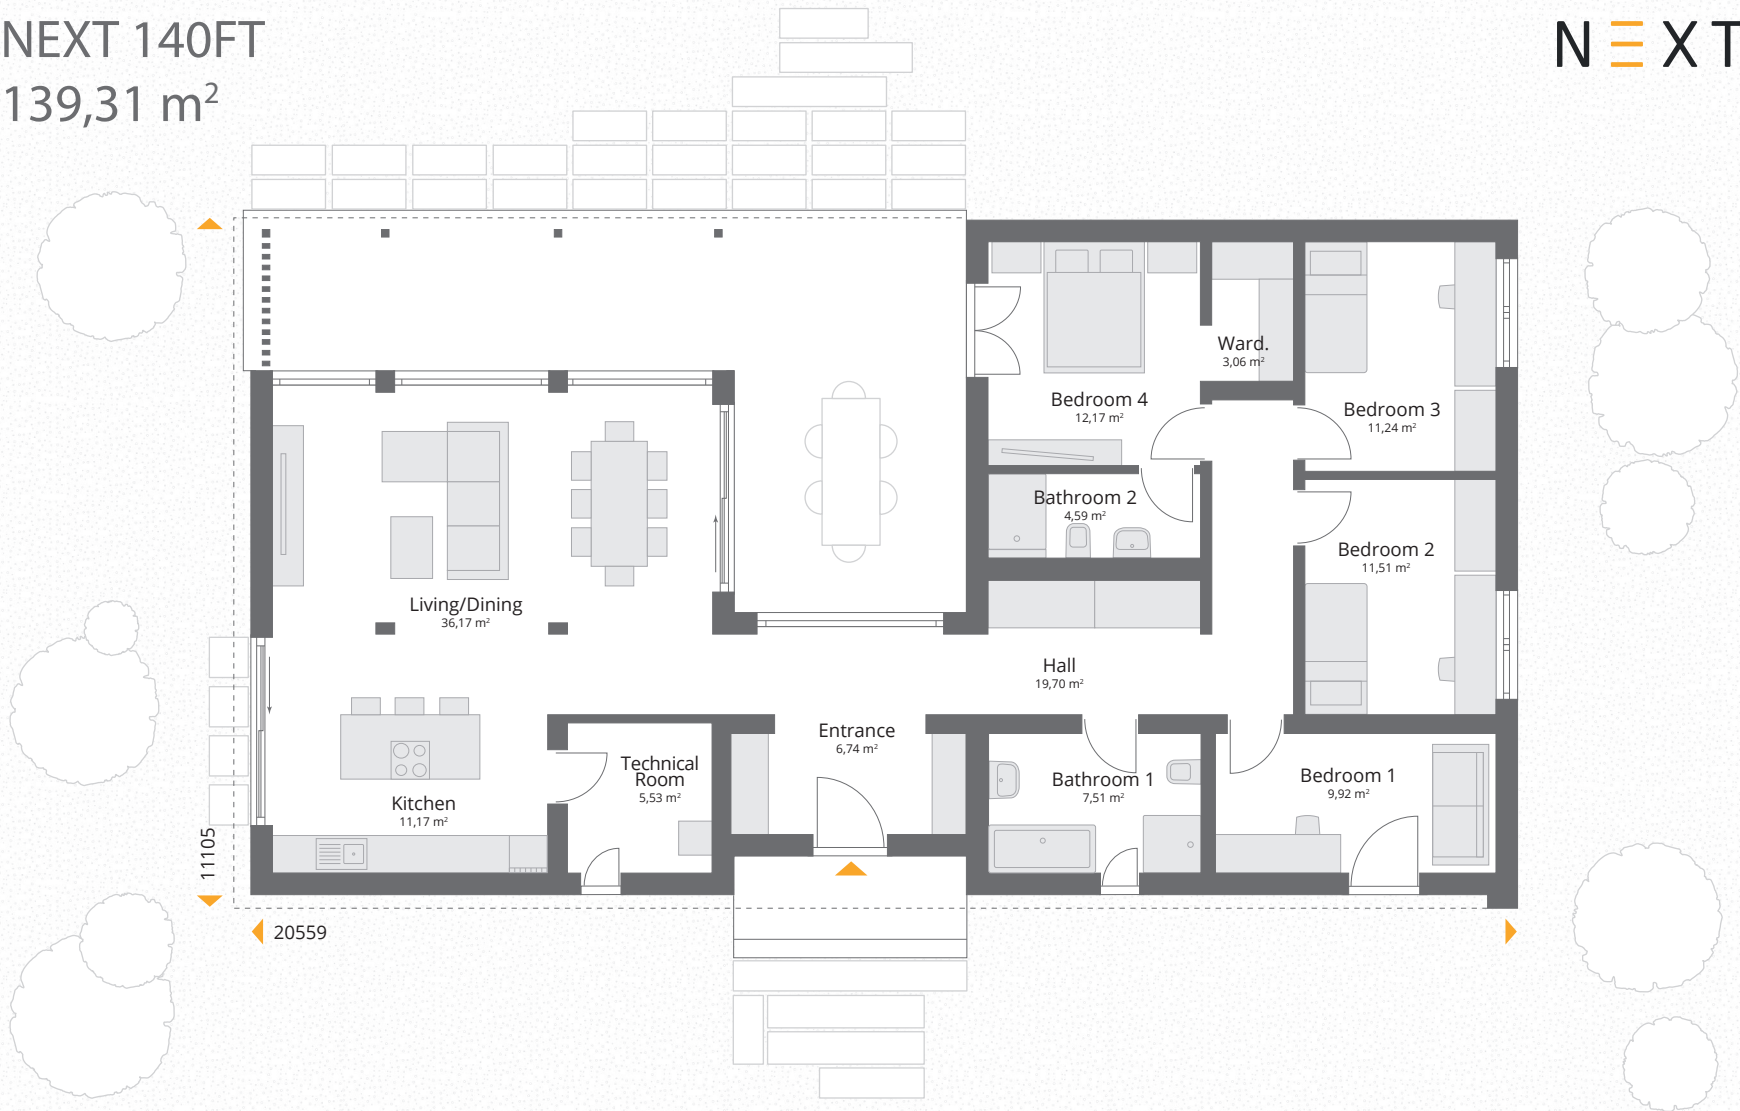 NEXT 140FT
139,31 m²
NEXT
Ward.
3,06 m²
Bedroom 4
12,17 m²
Bedroom 3
11,24 m²
Bathroom 2
4,59 m²
Bedroom 2
11,51 m²
Living/Dining
36,17 m²
Hall
19,70 m²
Entrance
6,74 m²
Technical
Room
5,53 m²
Bathroom 1
7,51 m²
Bedroom 1
9,92 m²
Kitchen
11,17 m²
11105
20559